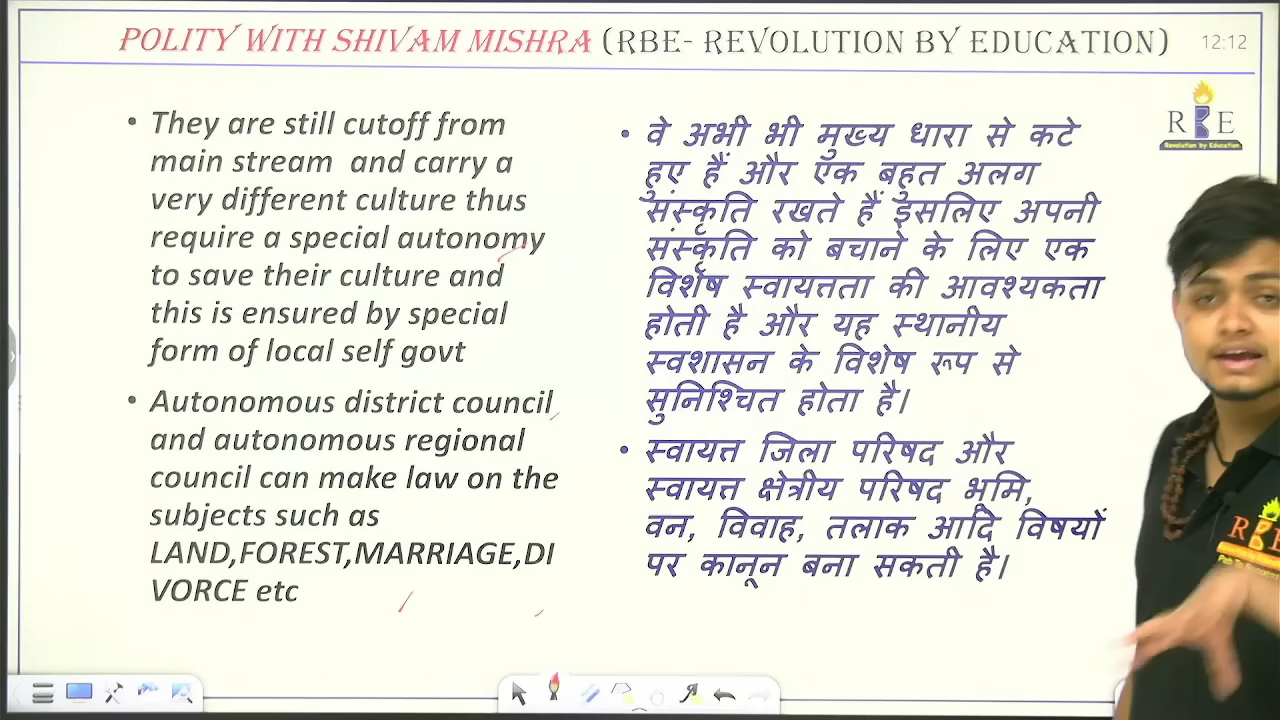 POLITY WITH SHIVAM MISHRA (RBE- REVOLUTION BY EDUCATION)
12:12
RBE
Revolution by Education
• They are still cutoff from
main stream and carry a
very different culture thus
require a special autonomy
to save their culture and
this is ensured by special
form of local self govt
• Autonomous district council
and autonomous regional
council can make law on the
subjects such as
LAND,FOREST,MARRIAGE,DI
VORCE etc
• वे अभी भी मुख्य धारा से कटे
हुए हैं और एक बहुत अलग
संस्कृति रखते हैं इसलिए अपनी
संस्कृति को बचाने के लिए एक
विशेष स्वायत्तता की आवश्यकता
होती है और यह स्थानीय
स्वशासन के विशेष रूप से
सुनिश्चित होता है।
• स्वायत्त जिला परिषद और
स्वायत्त क्षेत्रीय परिषद भूमि,
वन, विवाह, तलाक आदि विषयों
पर कानून बना सकती है।